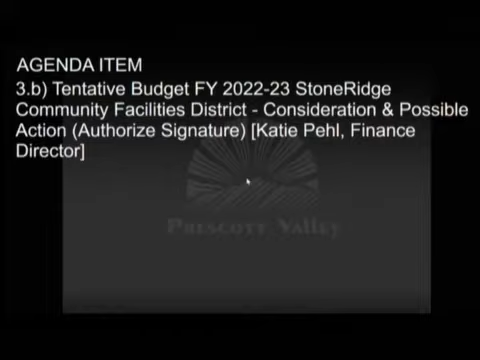 AGENDA ITEM
3.b) Tentative Budget FY 2022-23 StoneRidge
Community Facilities District - Consideration & Possible
Action (Authorize Signature) [Katie Pehl, Finance
Director]
PRESCOTT Valley